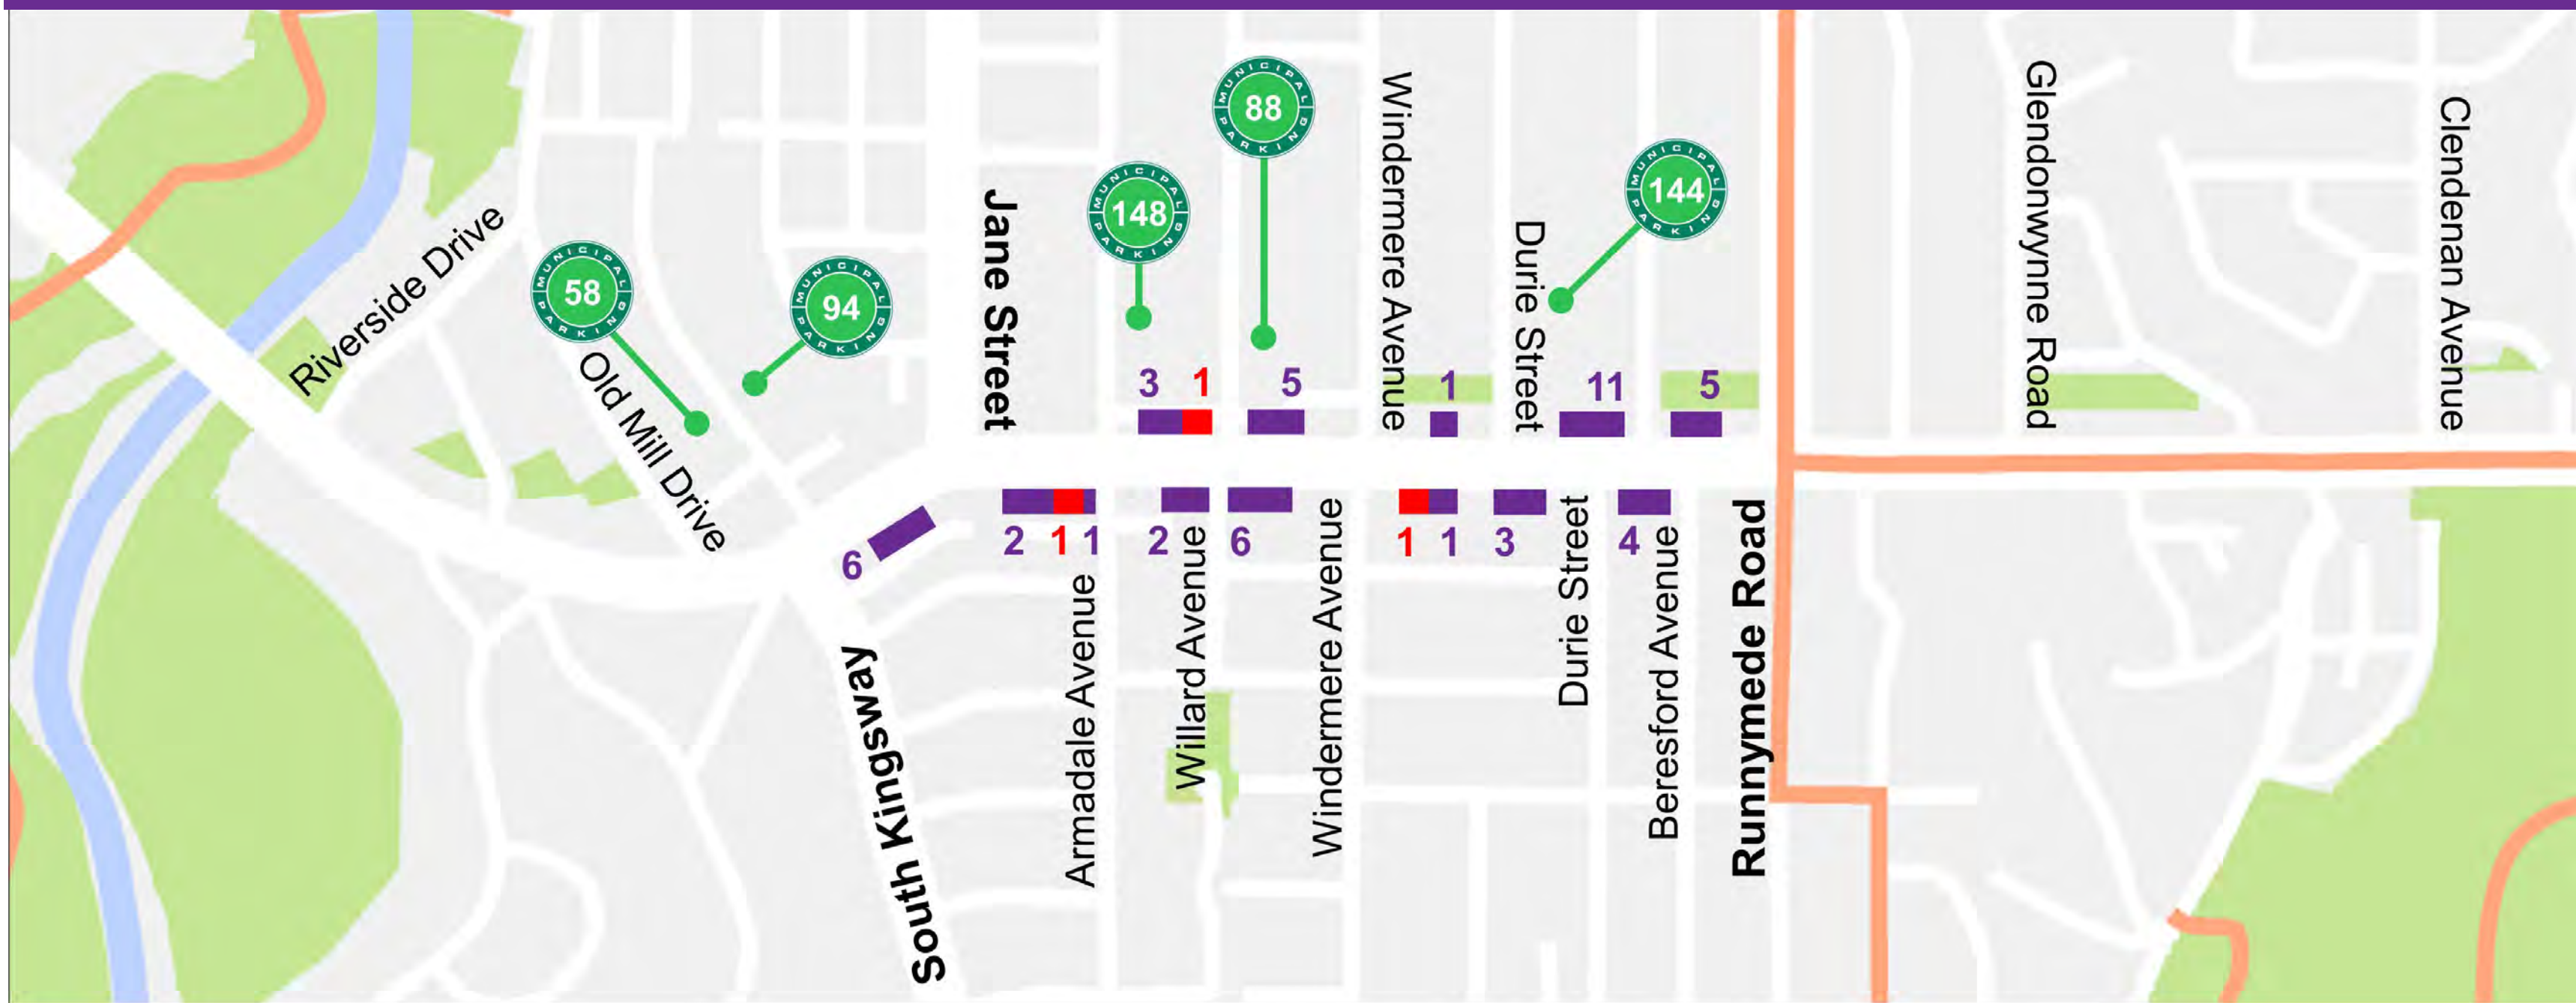 Riverside Drive
MUNICIPAL PARKING
58
Old Mill Drive
MUNICIPAL PARKING
94
Jane Street
MUNICIPAL PARKING
148
MUNICIPAL PARKING
88
Windermere Avenue
Durie Street
MUNICIPAL PARKING
144
Glendonwynne Road
Clendenan Avenue
3 1 5 1 11 5
6 2 1 1 2 6 1 1 3 4
South Kingsway
Armadale Avenue
Willard Avenue
Windermere Avenue
Durie Street
Beresford Avenue
Runnymede Road